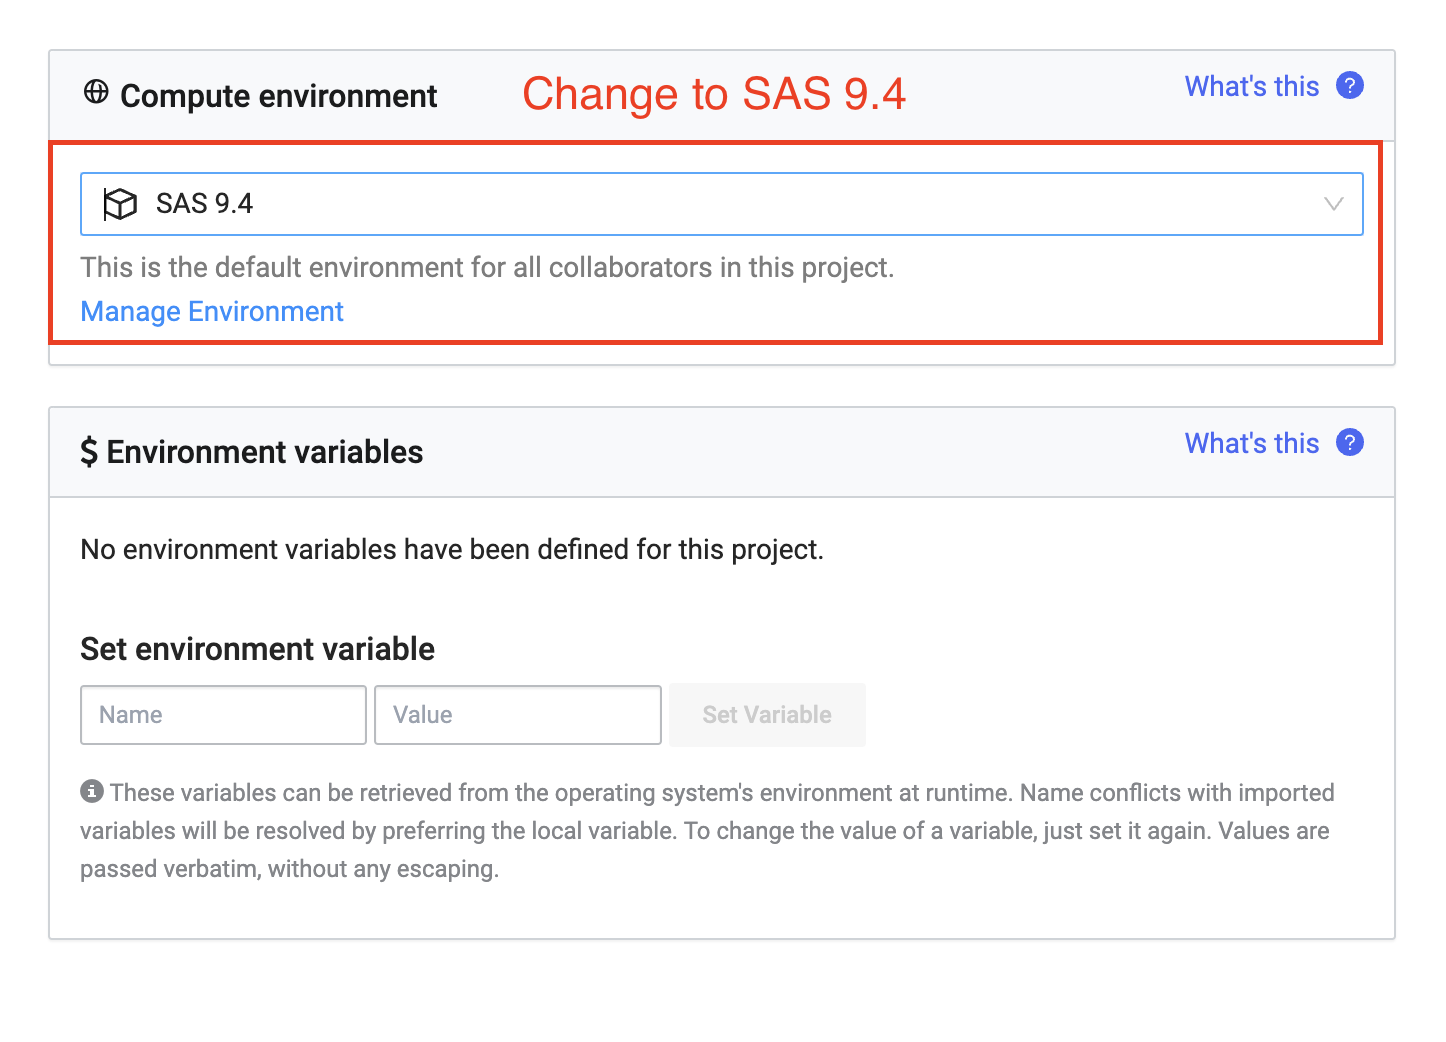 Compute environment
Change to SAS 9.4
What's this ?
SAS 9.4
This is the default environment for all collaborators in this project.
Manage Environment
$ Environment variables
What's this ?
No environment variables have been defined for this project.
Set environment variable
Name
Value
Set Variable
These variables can be retrieved from the operating system's environment at runtime. Name conflicts with imported
variables will be resolved by preferring the local variable. To change the value of a variable, just set it again. Values are
passed verbatim, without any escaping.